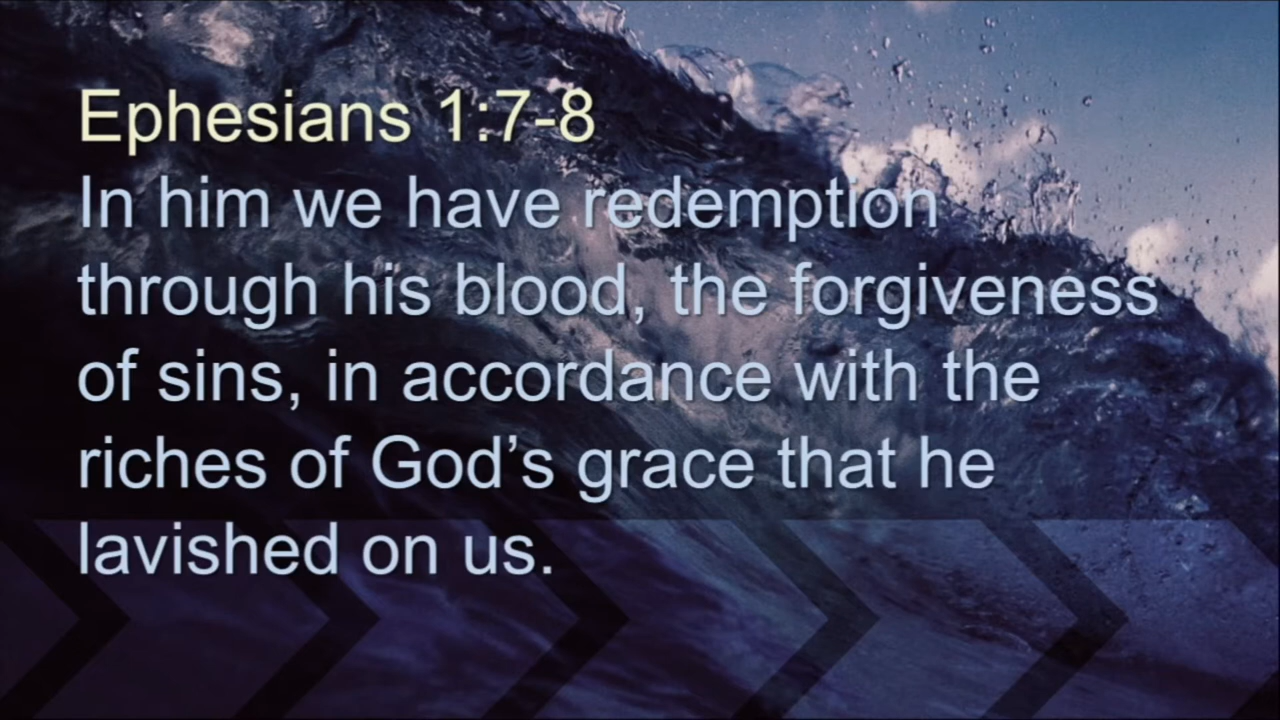 Ephesians 1:7-8
In him we have redemption
through his blood, the forgiveness
of sins, in accordance with the
riches of God’s grace that he
lavished on us.